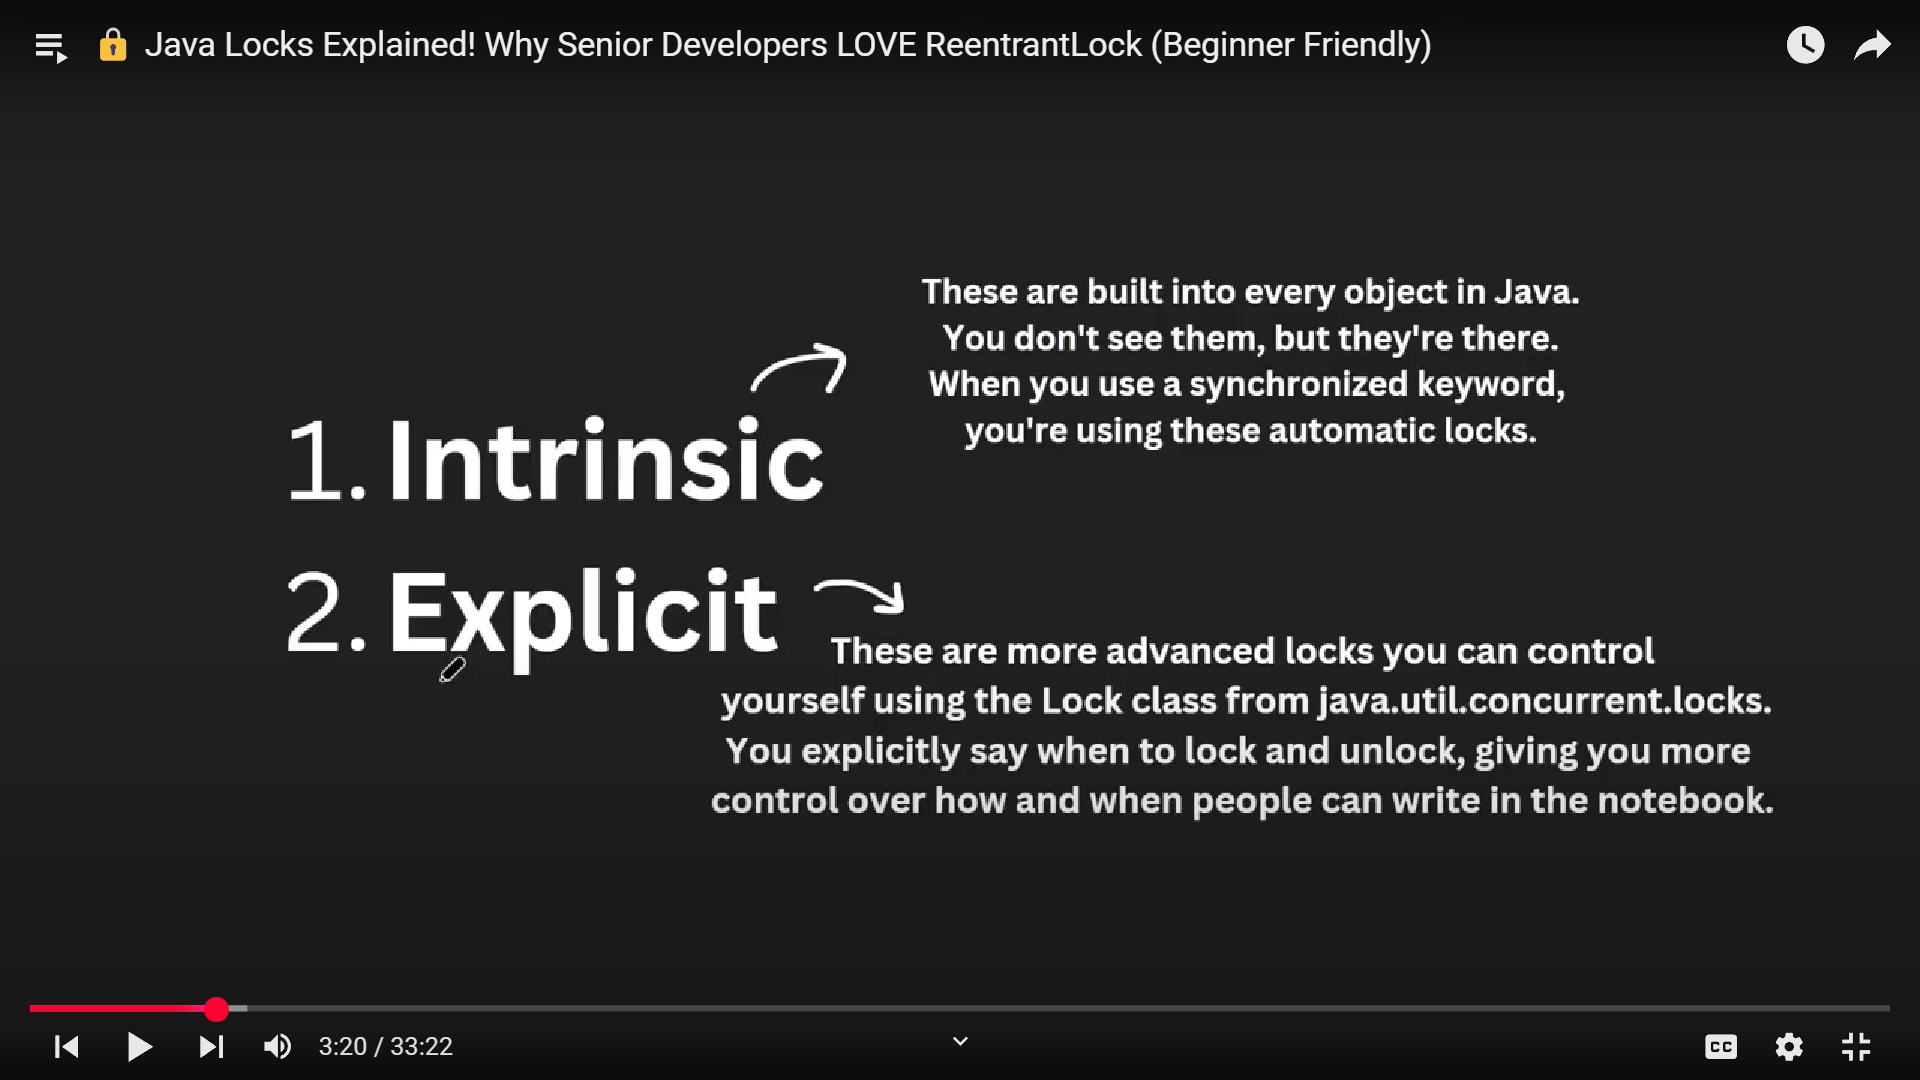 Java Locks Explained! Why Senior Developers LOVE ReentrantLock (Beginner Friendly)
These are built into every object in Java.
You don't see them, but they're there.
When you use a synchronized keyword,
you're using these automatic locks.
1. Intrinsic
2. Explicit
These are more advanced locks you can control
yourself using the Lock class from java.util.concurrent.locks.
You explicitly say when to lock and unlock, giving you more
control over how and when people can write in the notebook.
3:20 / 33:22
CC